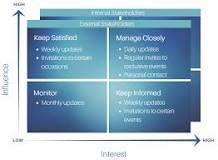 HIGH
Internal Stakeholders
External Stakeholders
Keep Satisfied
• Weekly updates
• Invitations to certain
occasions
Manage Closely
• Daily updates
• Regular invites to
exclusive events
• Personal contact
Influence
Monitor
• Monthly updates
Keep Informed
• Weekly updates
• Invitations to certain
events
LOW
HIGH
Interest